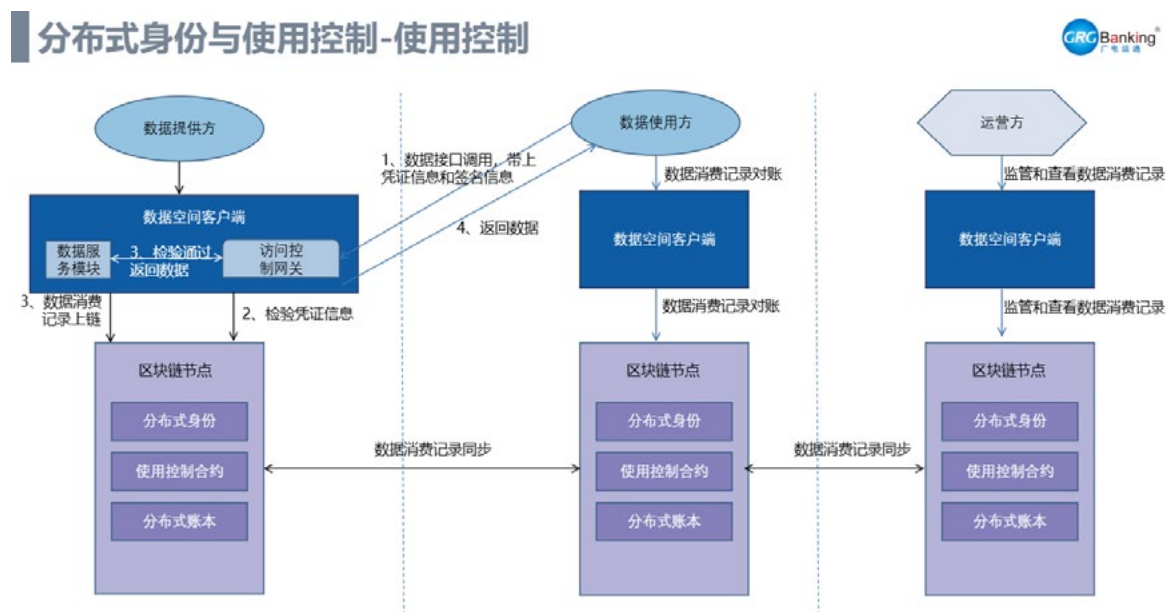 分布式身份与使用控制-使用控制
GRGBanking®
广电运通
数据提供方
数据使用方
运营方
1、数据接口调用，带上
凭证信息和签名信息
数据消费记录对账
监管和查看数据消费记录
数据空间客户端
数据服
务模块
3、检验通过
返回数据
访问控
制网关
4、返回数据
数据空间客户端
数据空间客户端
3、数据消费
记录上链
2、检验凭证信息
数据消费记录对账
监管和查看数据消费记录
区块链节点
分布式身份
使用控制合约
分布式账本
数据消费记录同步
区块链节点
分布式身份
使用控制合约
分布式账本
数据消费记录同步
区块链节点
分布式身份
使用控制合约
分布式账本